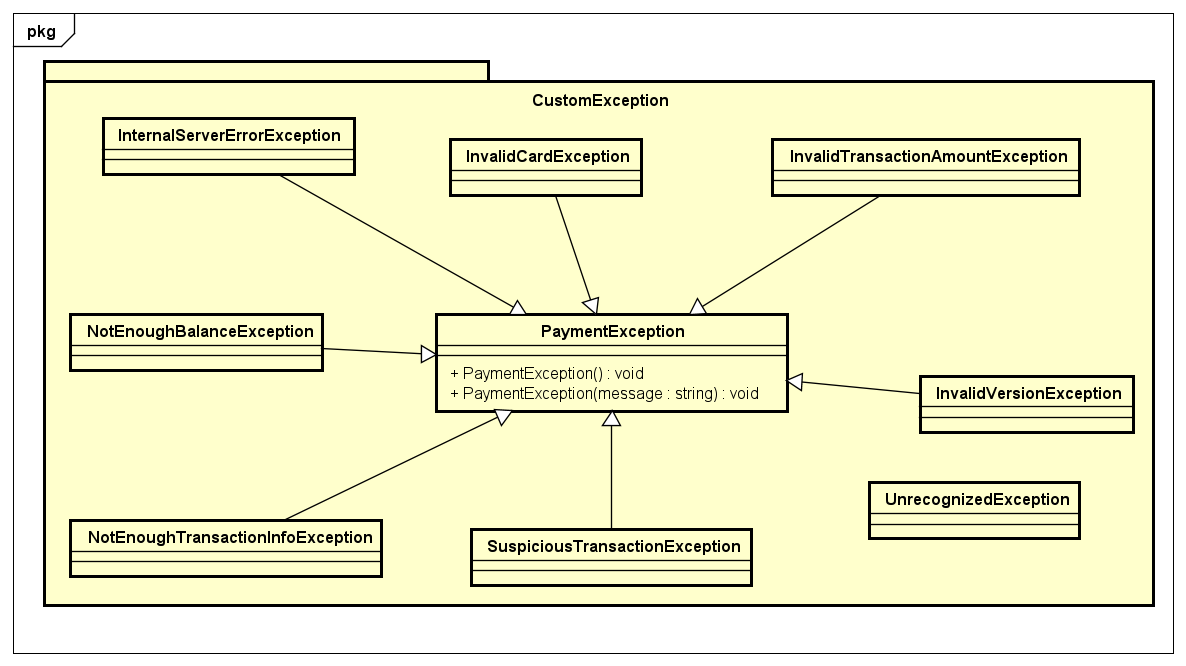 pkg
CustomException
InternalServerErrorException
InvalidCardException
InvalidTransactionAmountException
NotEnoughBalanceException
PaymentException
+ PaymentException() : void
+ PaymentException(message : string) : void
InvalidVersionException
UnrecognizedException
NotEnoughTransactionInfoException
SuspiciousTransactionException